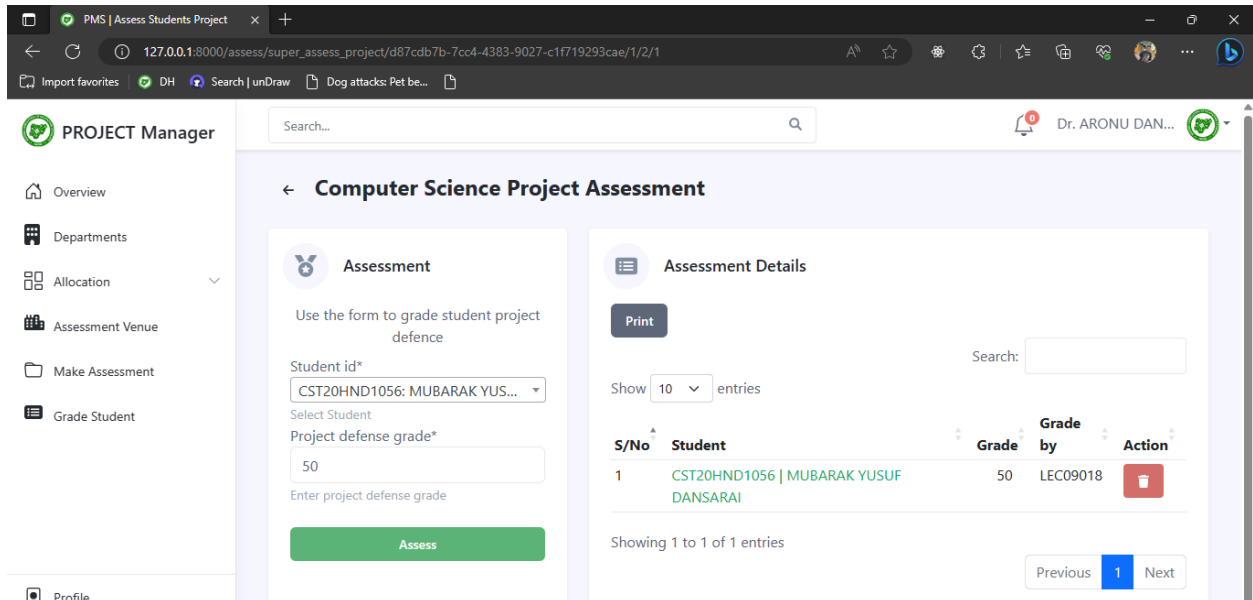 PMS | Assess Students Project
127.0.0.1:8000/assess/super_assess_project/d87cdb7b-7cc4-4383-9027-c1f719293cae/1/2/1
Import favorites DH Search | unDraw Dog attacks: Pet be...
PROJECT Manager
Search...
0
Dr. ARONU DAN...
Overview
Departments
Allocation
Assessment Venue
Make Assessment
Grade Student
Profile
Computer Science Project Assessment
Assessment
Use the form to grade student project
defence
Student id*
CST20HND1056: MUBARAK YUS...
Select Student
Project defense grade*
50
Enter project defense grade
Assess
Assessment Details
Print
Search:
Show 10 entries
S/No Student Grade Grade by Action
1 CST20HND1056 | MUBARAK YUSUF 50 LEC09018
DANSARAI
Showing 1 to 1 of 1 entries
Previous 1 Next